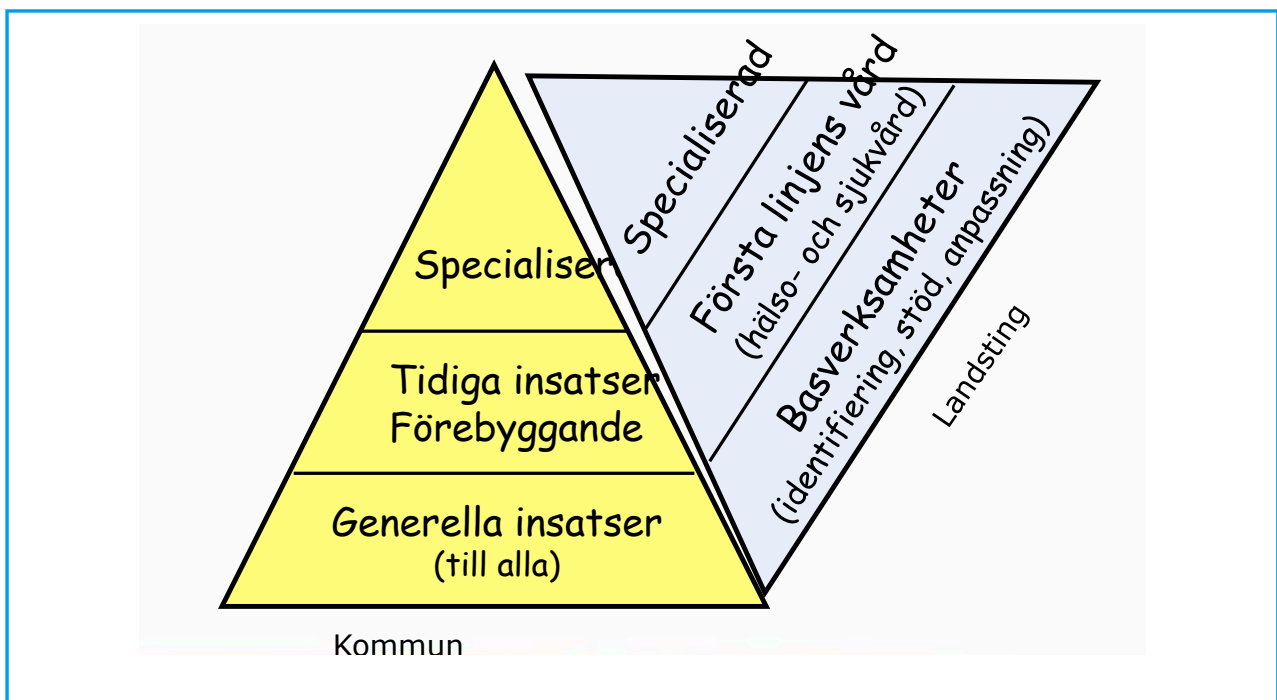 Specialiser
Tidiga insatser
Förebyggande
Generella insatser
(till alla)
Kommun
Specialiserad
Första linjens vård
(hälso- och sjukvård)
Basverksamheter
(identifiering, stöd, anpassning)
Landsting